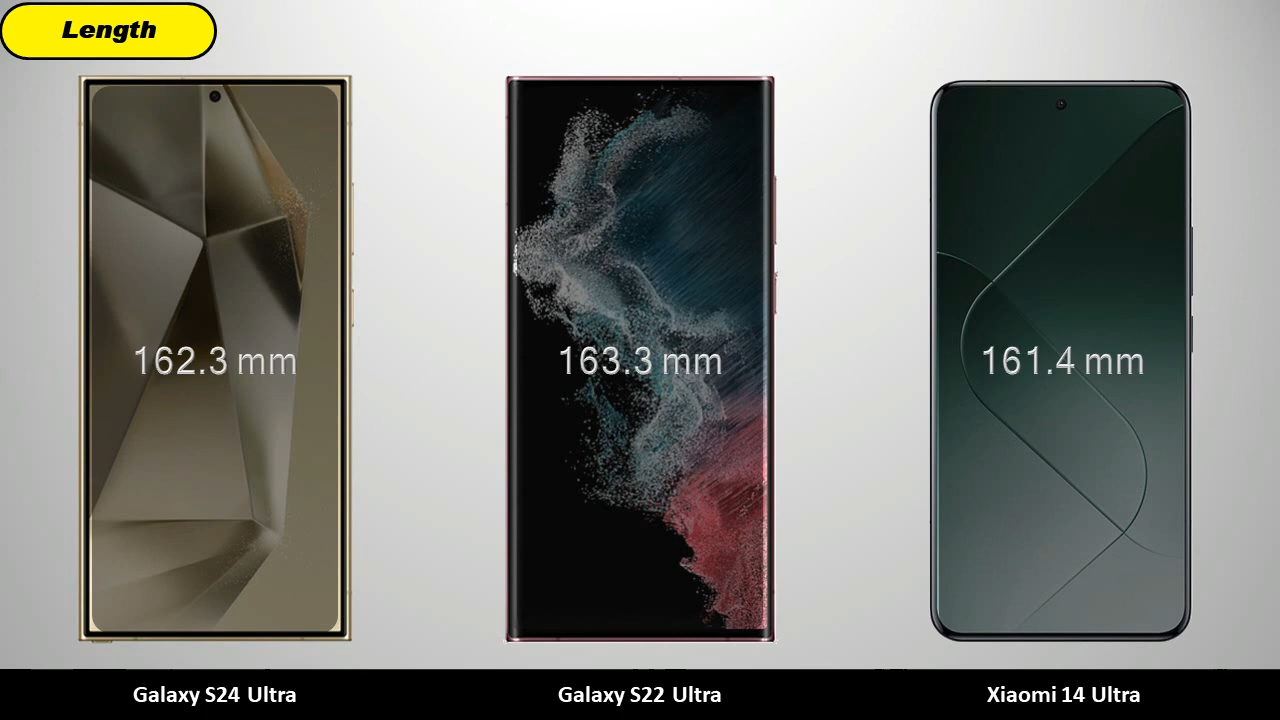 Length
162.3 mm
163.3 mm
161.4 mm
Galaxy S24 Ultra
Galaxy S22 Ultra
Xiaomi 14 Ultra